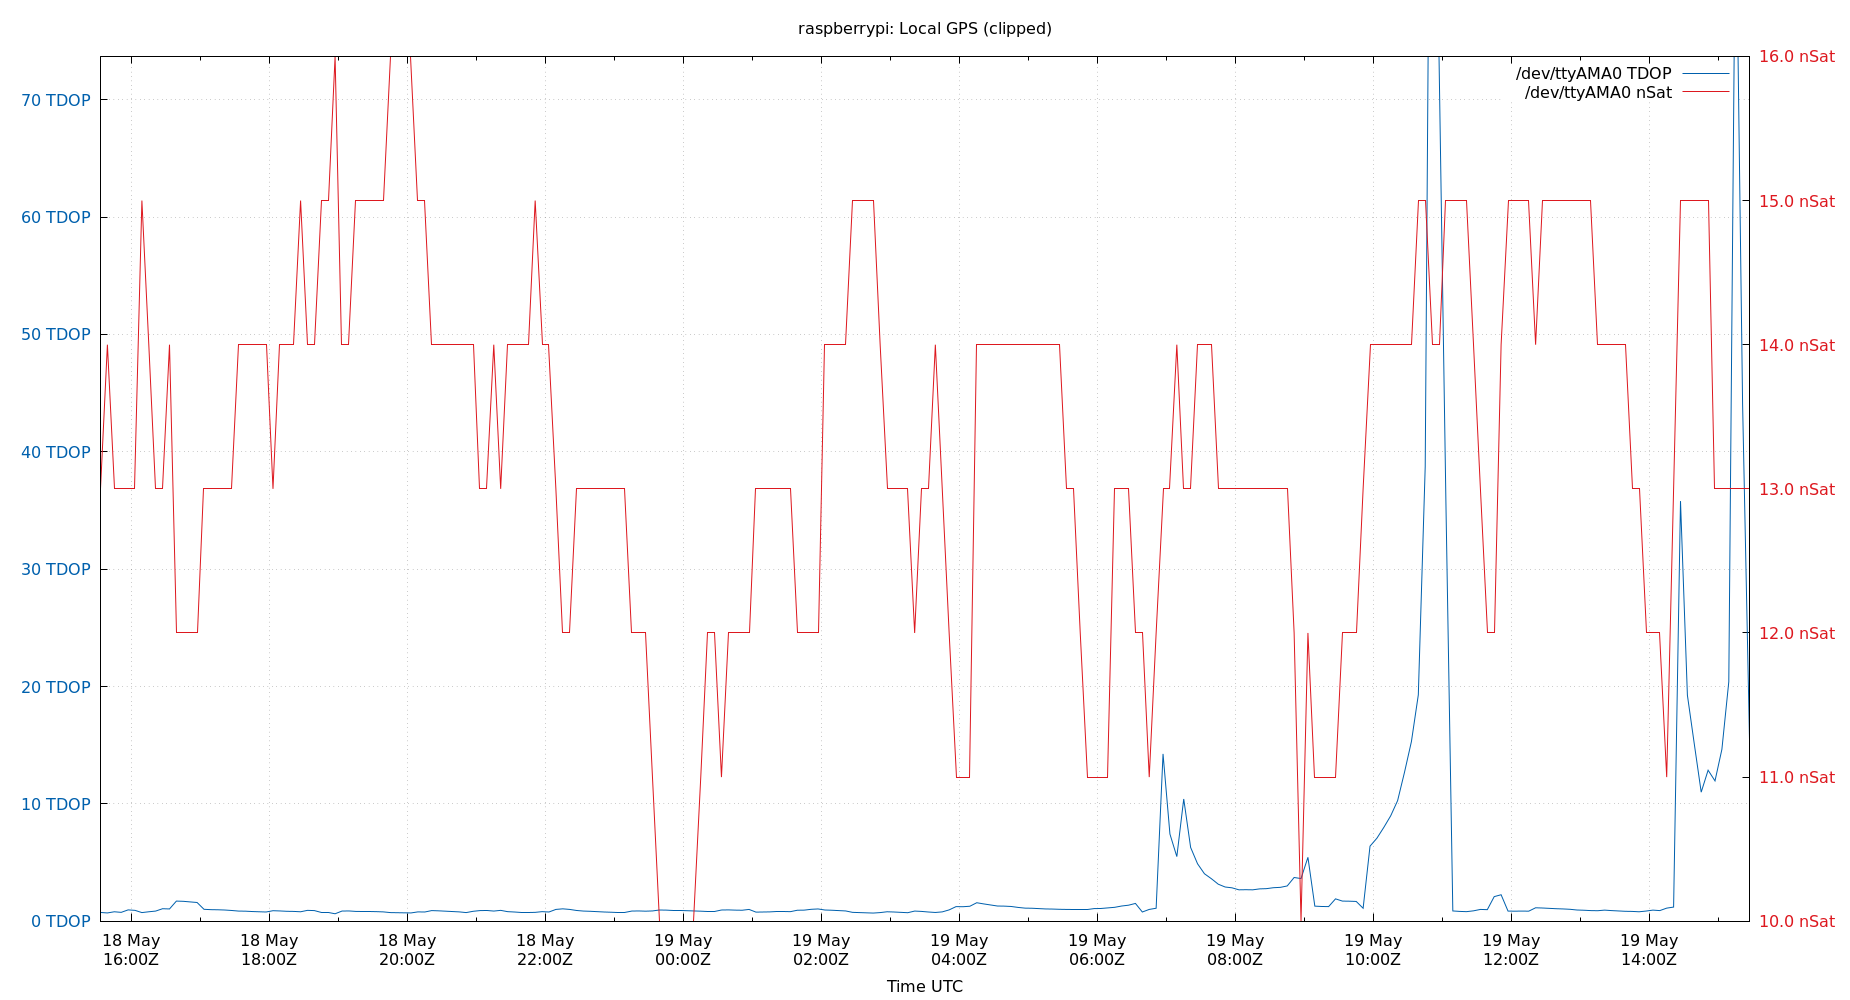 raspberrypi: Local GPS (clipped)
/dev/ttyAMA0 TDOP
/dev/ttyAMA0 nSat
70 TDOP
60 TDOP
50 TDOP
40 TDOP
30 TDOP
20 TDOP
10 TDOP
0 TDOP
16.0 nSat
15.0 nSat
14.0 nSat
13.0 nSat
12.0 nSat
11.0 nSat
10.0 nSat
18 May
16:00Z
18 May
18:00Z
18 May
20:00Z
18 May
22:00Z
19 May
00:00Z
19 May
02:00Z
19 May
04:00Z
19 May
06:00Z
19 May
08:00Z
19 May
10:00Z
19 May
12:00Z
19 May
14:00Z
Time UTC